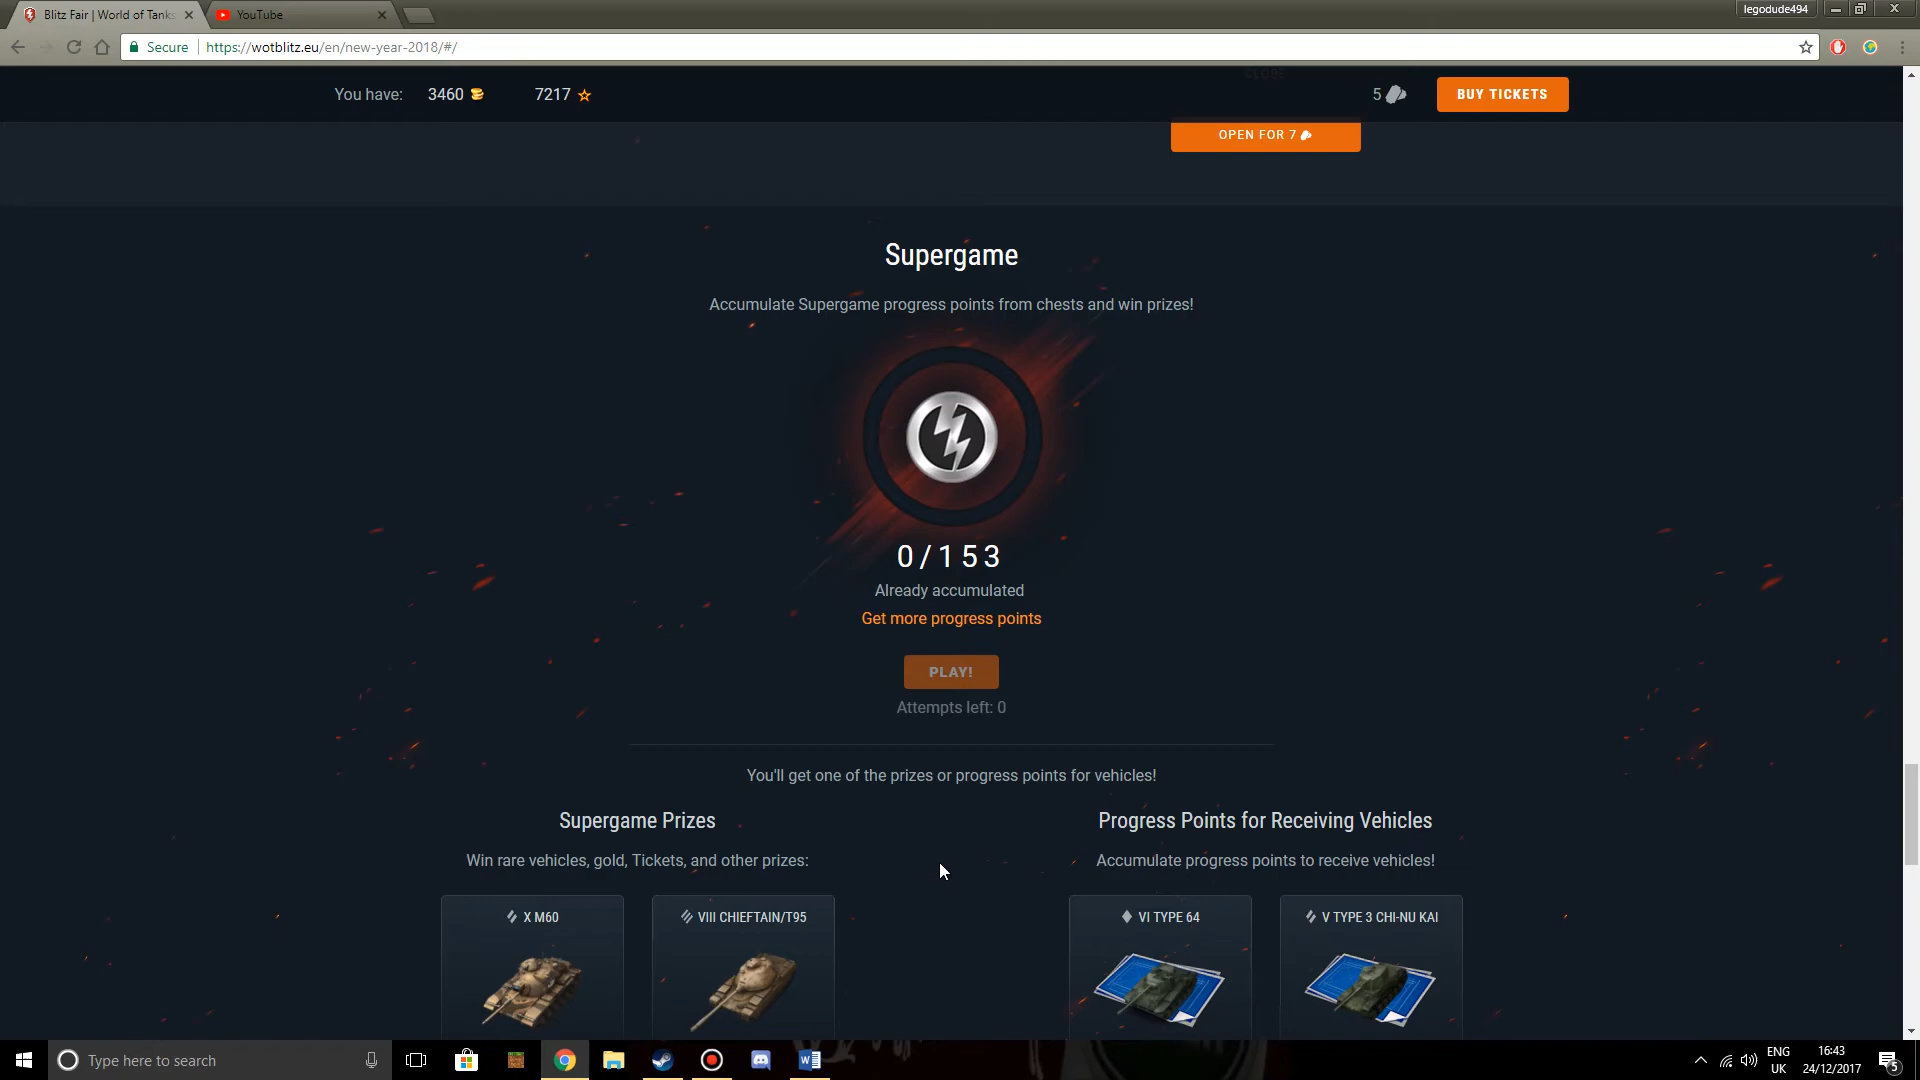 Blitz Fair | World of Tanks
YouTube
legodude494
Secure
https://wotblitz.eu/en/new-year-2018/#/
CLOSE
You have:
3460
7217
5
BUY TICKETS
OPEN FOR 7
Supergame
Accumulate Supergame progress points from chests and win prizes!
0/153
Already accumulated
Get more progress points
PLAY!
Attempts left: 0
You'll get one of the prizes or progress points for vehicles!
Supergame Prizes
Progress Points for Receiving Vehicles
Win rare vehicles, gold, Tickets, and other prizes:
Accumulate progress points to receive vehicles!
X M60
VIII CHIEFTAIN/T95
VI TYPE 64
V TYPE 3 CHI-NU KAI
Type here to search
ENG
UK
16:43
24/12/2017
5